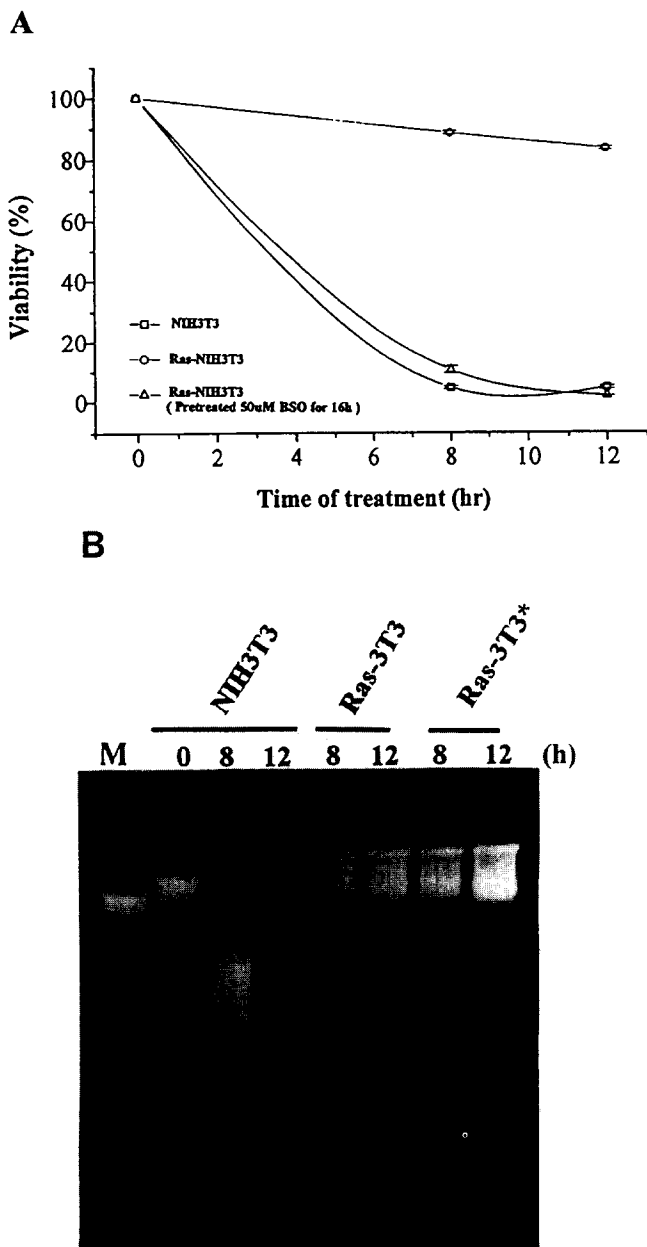 A
100
80
60
40
20
0
Viability (%)
NIH3T3
Ras-NIH3T3
Ras-NIH3T3
( Pretreated 50uM BSO for 16h )
0 2 4 6 8 10 12
Time of treatment (hr)
B
NIH3T3 Ras-3T3 Ras-3T3*
M 0 8 12 8 12 8 12 (h)